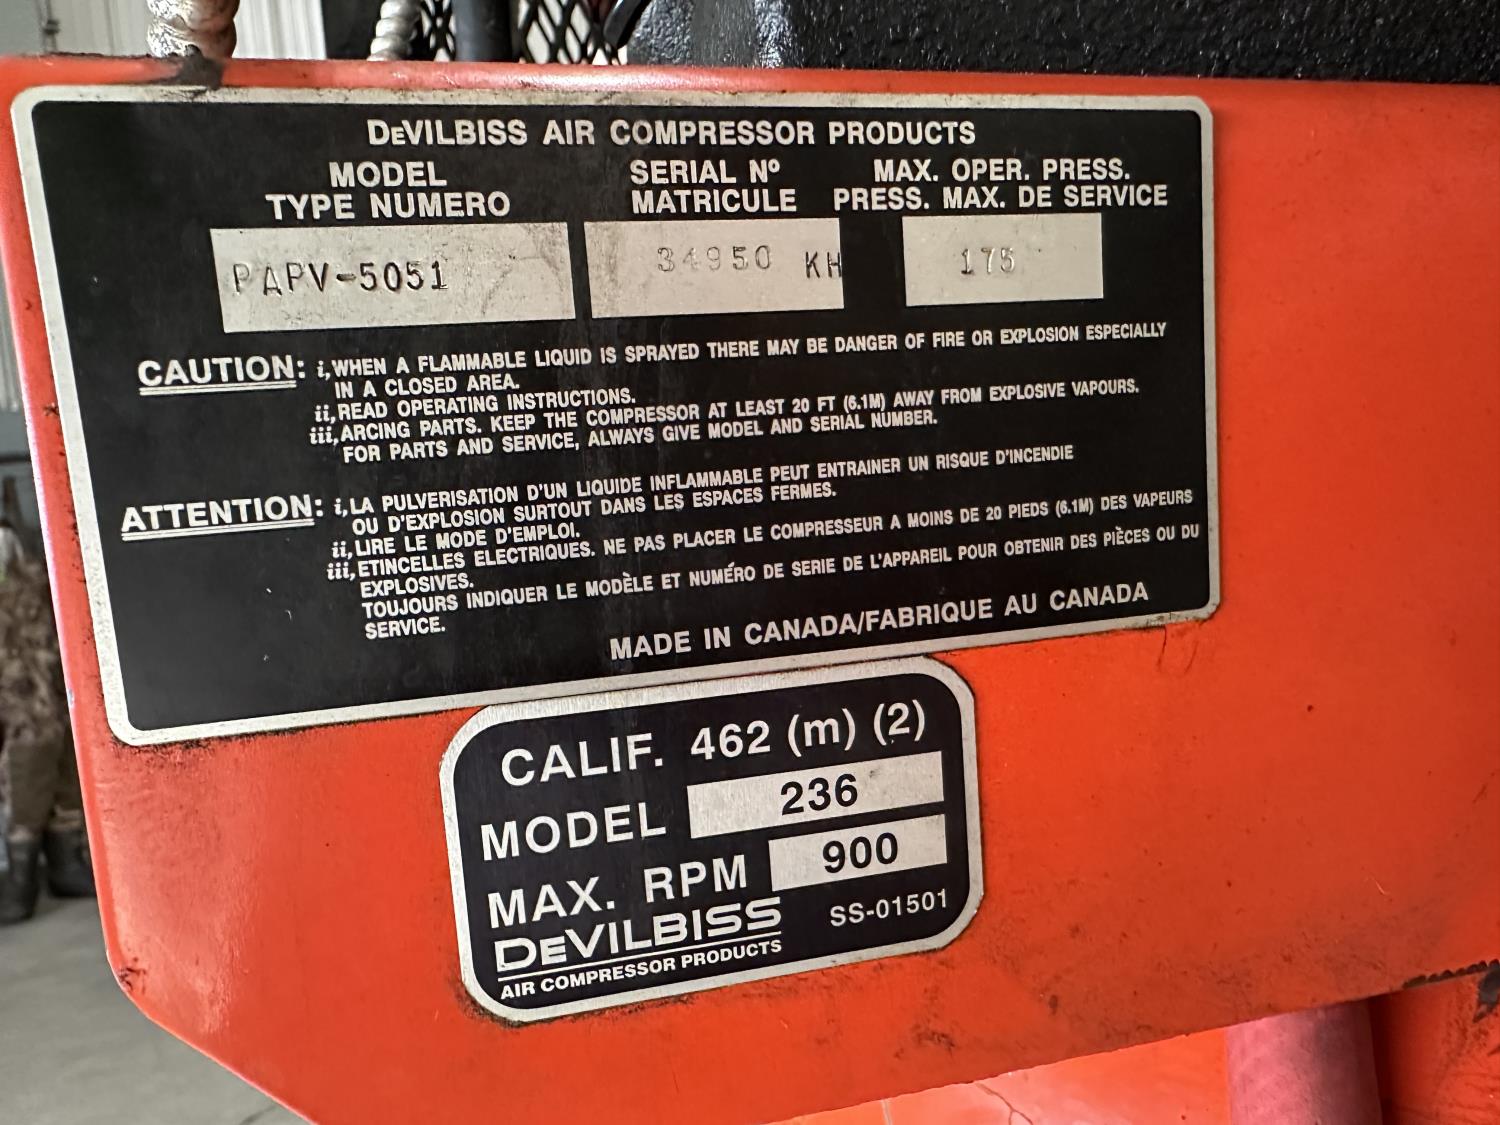 DeVILBISS AIR COMPRESSOR PRODUCTS
MODEL SERIAL Nº MAX. OPER. PRESS.
TYPE NUMERO MATRICULE PRESS. MAX. DE SERVICE
PAPV-5051 34950 KH 175
CAUTION: i, WHEN A FLAMMABLE LIQUID IS SPRAYED THERE MAY BE DANGER OF FIRE OR EXPLOSION ESPECIALLY
IN A CLOSED AREA.
ii, READ OPERATING INSTRUCTIONS.
iii, ARCING PARTS. KEEP THE COMPRESSOR AT LEAST 20 FT (6.1M) AWAY FROM EXPLOSIVE VAPOURS.
FOR PARTS AND SERVICE, ALWAYS GIVE MODEL AND SERIAL NUMBER.
ATTENTION: i, LA PULVERISATION D'UN LIQUIDE INFLAMMABLE PEUT ENTRAINER UN RISQUE D'INCENDIE
OU D'EXPLOSION SURTOUT DANS LES ESPACES FERMES.
ii, LIRE LE MODE D'EMPLOI.
iii, ETINCELLES ELECTRIQUES. NE PAS PLACER LE COMPRESSEUR A MOINS DE 20 PIEDS (6.1M) DES VAPEURS
EXPLOSIVES.
TOUJOURS INDIQUER LE MODÈLE ET NUMÉRO DE SERIE DE L'APPAREIL POUR OBTENIR DES PIÈCES OU DU
SERVICE.
MADE IN CANADA/FABRIQUE AU CANADA
CALIF. 462 (m) (2)
MODEL 236
MAX. RPM 900
DeVILBISS SS-01501
AIR COMPRESSOR PRODUCTS